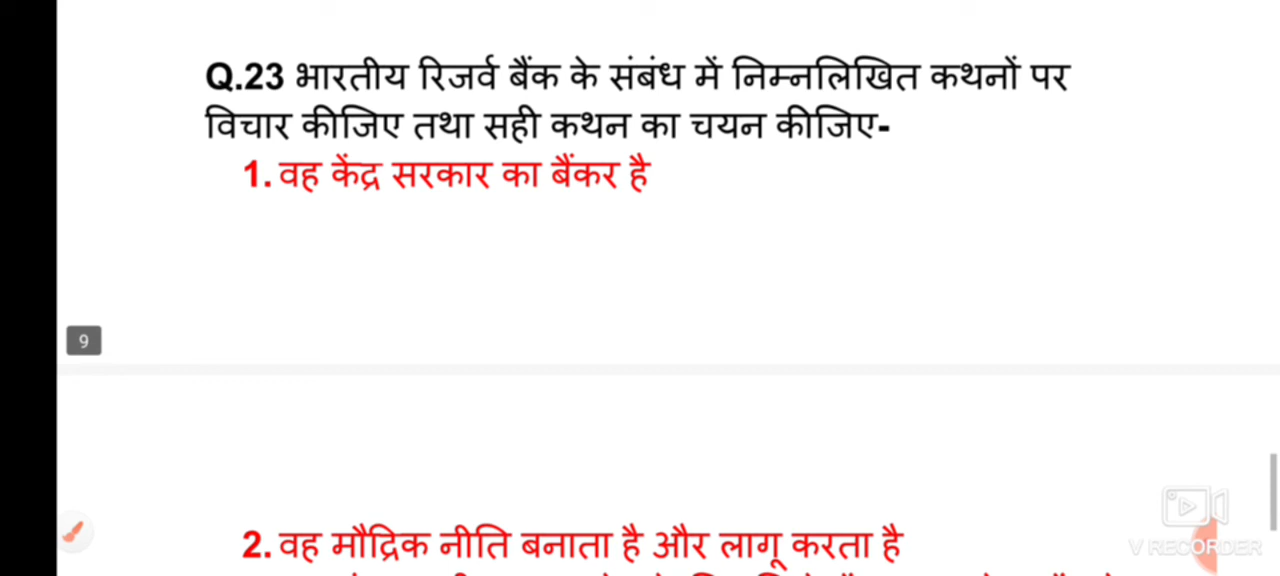 Q.23 भारतीय रिजर्व बैंक के संबंध में निम्नलिखित कथनों पर
विचार कीजिए तथा सही कथन का चयन कीजिए-
1. वह केंद्र सरकार का बैंकर है
9
2. वह मौद्रिक नीति बनाता है और लागू करता है
V RECORDER